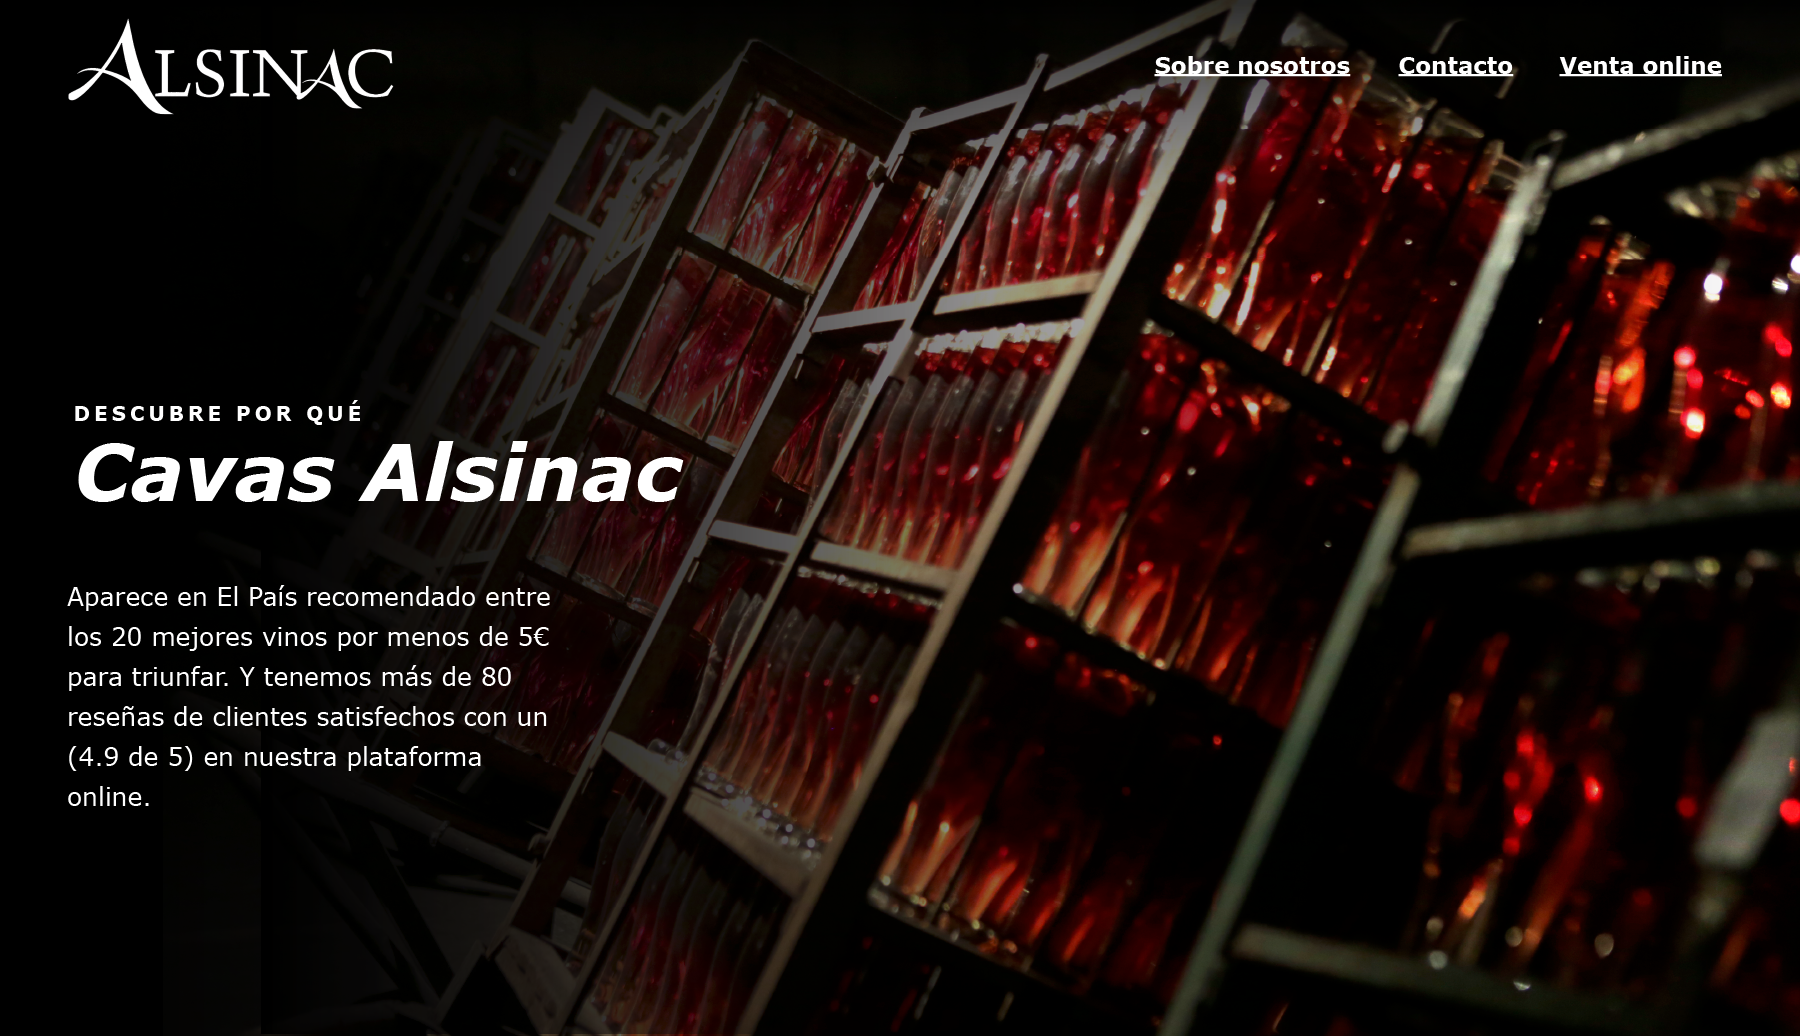 ALSINAC
Sobre nosotros
Contacto
Venta online
DESCUBRE POR QUÉ
Cavas Alsinac
Aparece en El País recomendado entre
los 20 mejores vinos por menos de 5€
para triunfar. Y tenemos más de 80
reseñas de clientes satisfechos con un
(4.9 de 5) en nuestra plataforma
online.